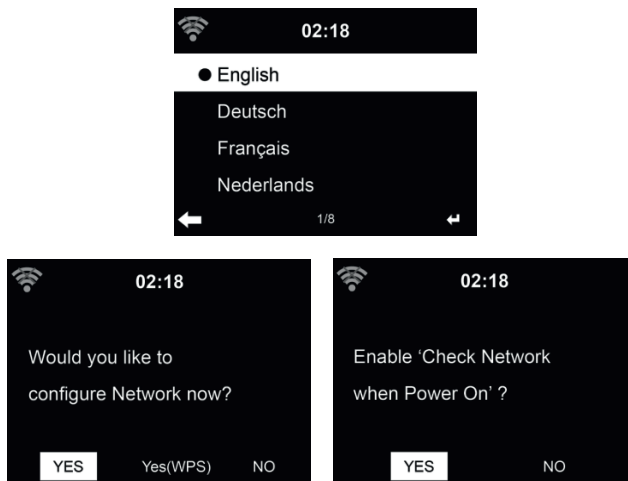 02:18
English
Deutsch
Français
Nederlands
1/8
02:18
Would you like to
configure Network now?
YES Yes(WPS) NO
02:18
Enable ‘Check Network
when Power On’ ?
YES NO